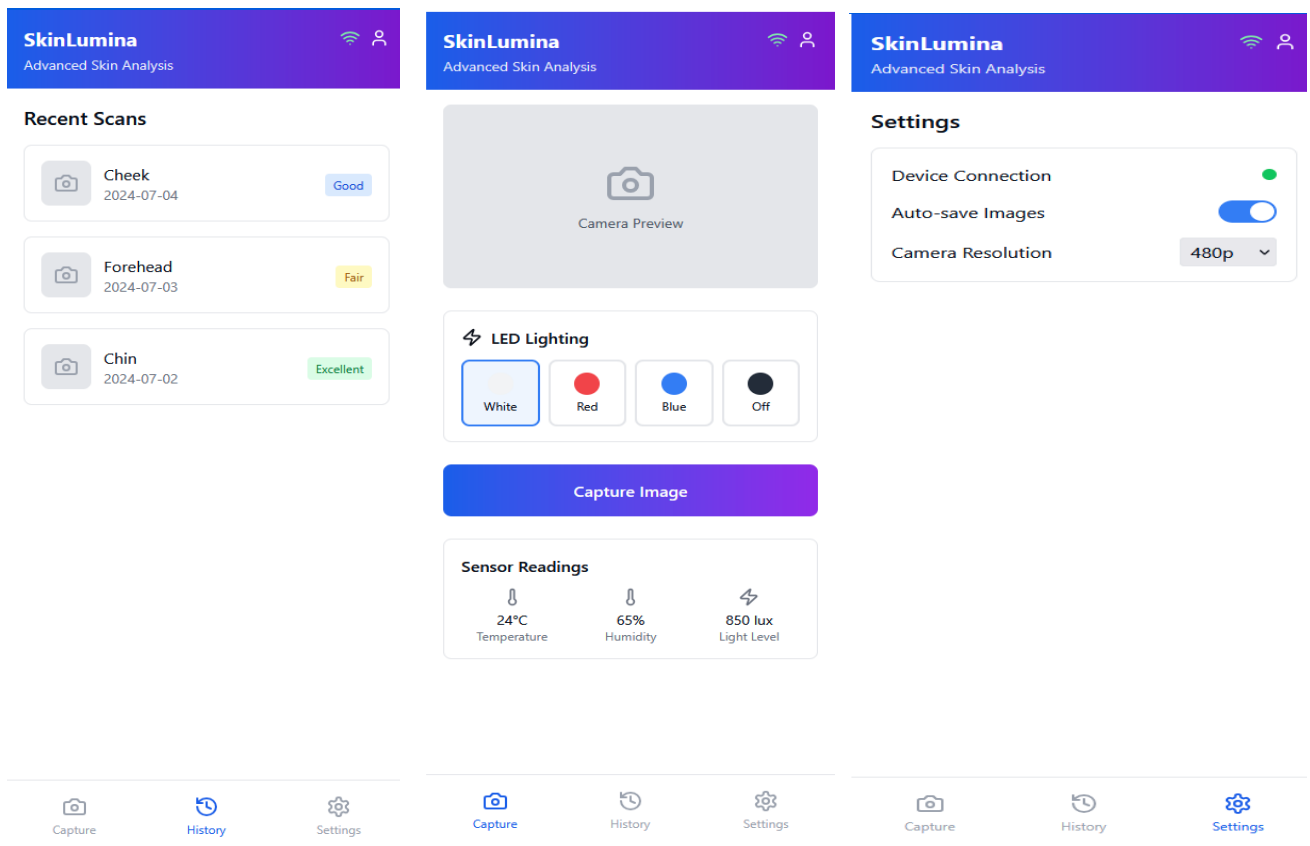 SkinLumina
Advanced Skin Analysis
Recent Scans
Cheek
2024-07-04
Good
Forehead
2024-07-03
Fair
Chin
2024-07-02
Excellent
Capture
History
Settings
SkinLumina
Advanced Skin Analysis
Camera Preview
LED Lighting
White
Red
Blue
Off
Capture Image
Sensor Readings
24°C
Temperature
65%
Humidity
850 lux
Light Level
Capture
History
Settings
SkinLumina
Advanced Skin Analysis
Settings
Device Connection
Auto-save Images
Camera Resolution
480p
Capture
History
Settings